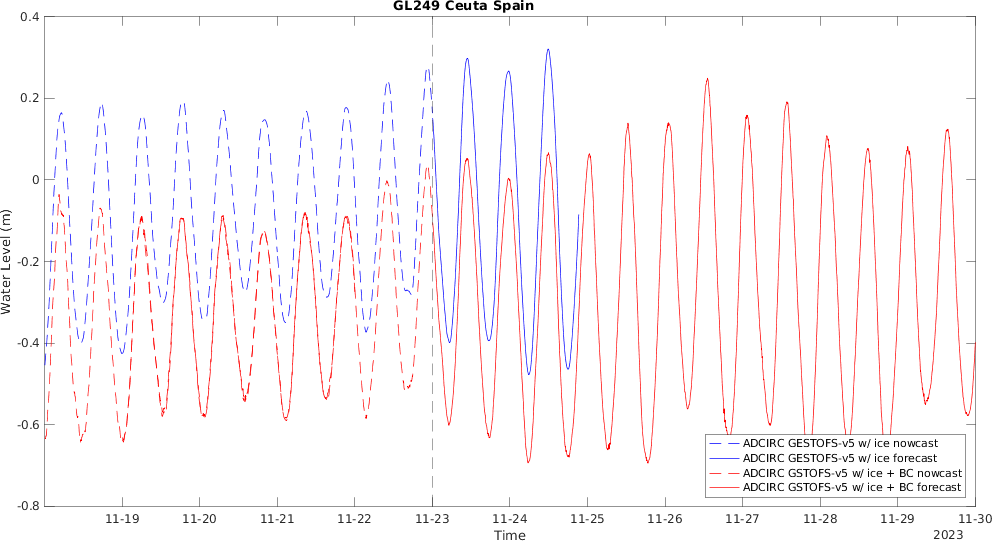 GL249 Ceuta Spain
0.4
0.2
0
-0.2
-0.4
-0.6
-0.8
Water Level (m)
ADCIRC GESTOFS-v5 w/ ice nowcast
ADCIRC GESTOFS-v5 w/ ice forecast
ADCIRC GSTOFS-v5 w/ ice + BC nowcast
ADCIRC GSTOFS-v5 w/ ice + BC forecast
11-19 11-20 11-21 11-22 11-23 11-24 11-25 11-26 11-27 11-28 11-29 11-30
Time
2023